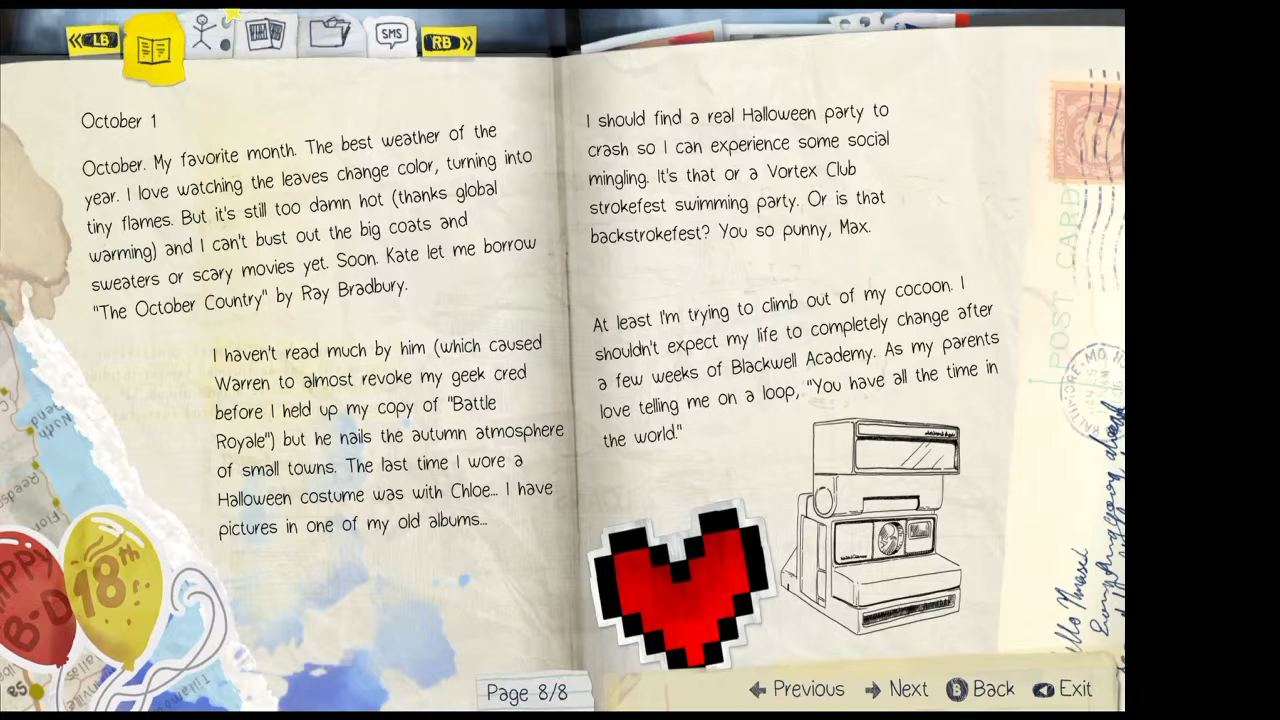 LB
SMS
RB
October 1
October. My favorite month. The best weather of the
year. I love watching the leaves change color, turning into
tiny flames. But it's still too damn hot (thanks global
warming) and I can't bust out the big coats and
sweaters or scary movies yet. Soon. Kate let me borrow
"The October Country" by Ray Bradbury.
I haven't read much by him (which caused
Warren to almost revoke my geek cred
before I held up my copy of "Battle
Royale") but he nails the autumn atmosphere
of small towns. The last time I wore a
Halloween costume was with Chloe... I have
pictures in one of my old albums...
I should find a real Halloween party to
crash so I can experience some social
mingling. It's that or a Vortex Club
strokefest swimming party. Or is that
backstrokefest? You so punny, Max.
At least I'm trying to climb out of my cocoon. I
shouldn't expect my life to completely change after
a few weeks of Blackwell Academy. As my parents
love telling me on a loop, "You have all the time in
the world."
POST CARD
BALTIMORE, MD.
North
Bend
18th
B-D
Page 8/8
Previous
Next
B Back
Exit